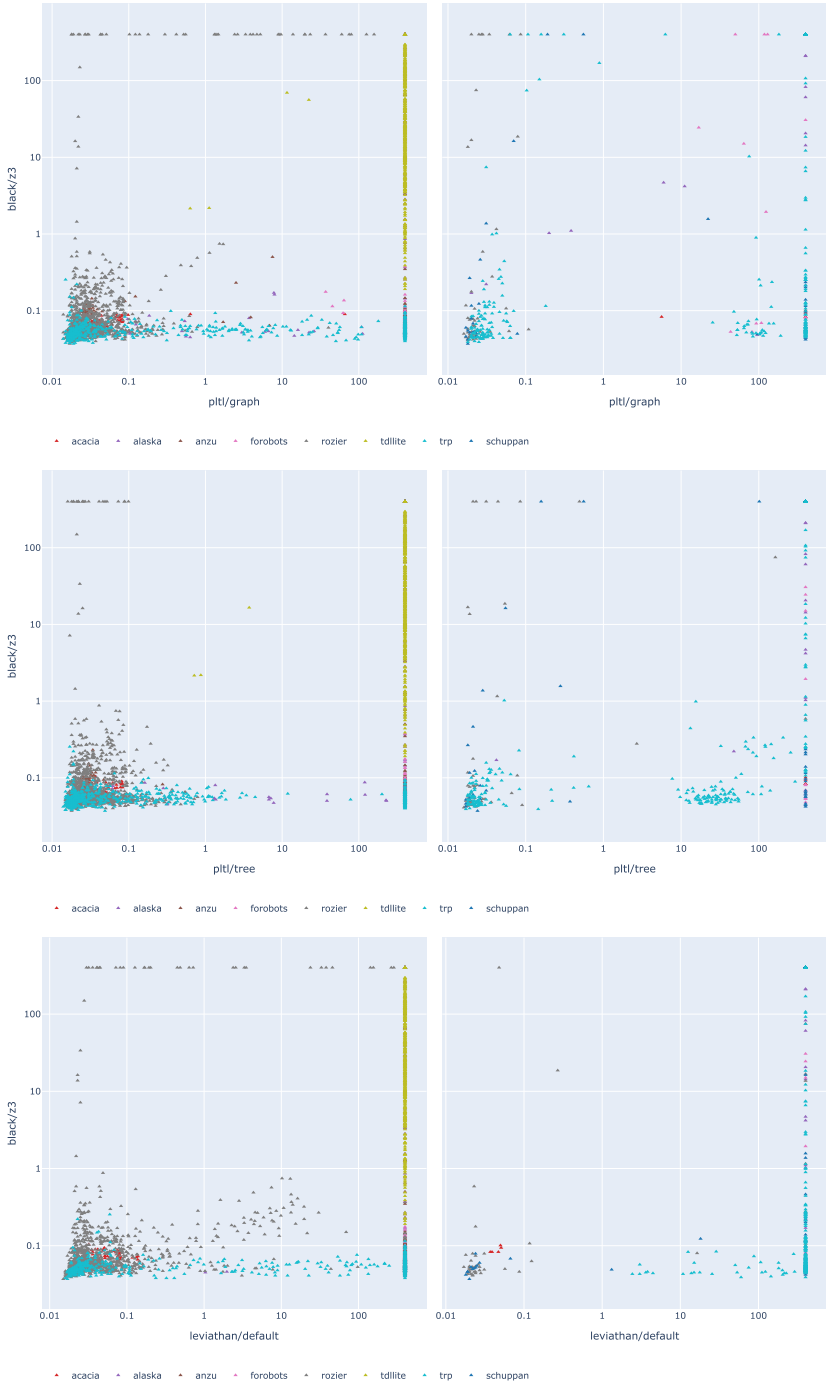 100
10
1
0.1
black/z3
0.01 0.1 1 10 100 0.01 0.1 1 10 100
pltl/graph pltl/graph
acacia alaska anzu forobots rozier tdllite trp schuppan
100
10
1
0.1
black/z3
0.01 0.1 1 10 100 0.01 0.1 1 10 100
pltl/tree pltl/tree
acacia alaska anzu forobots rozier tdllite trp schuppan
100
10
1
0.1
black/z3
0.01 0.1 1 10 100 0.01 0.1 1 10 100
leviathan/default leviathan/default
acacia alaska anzu forobots rozier tdllite trp schuppan